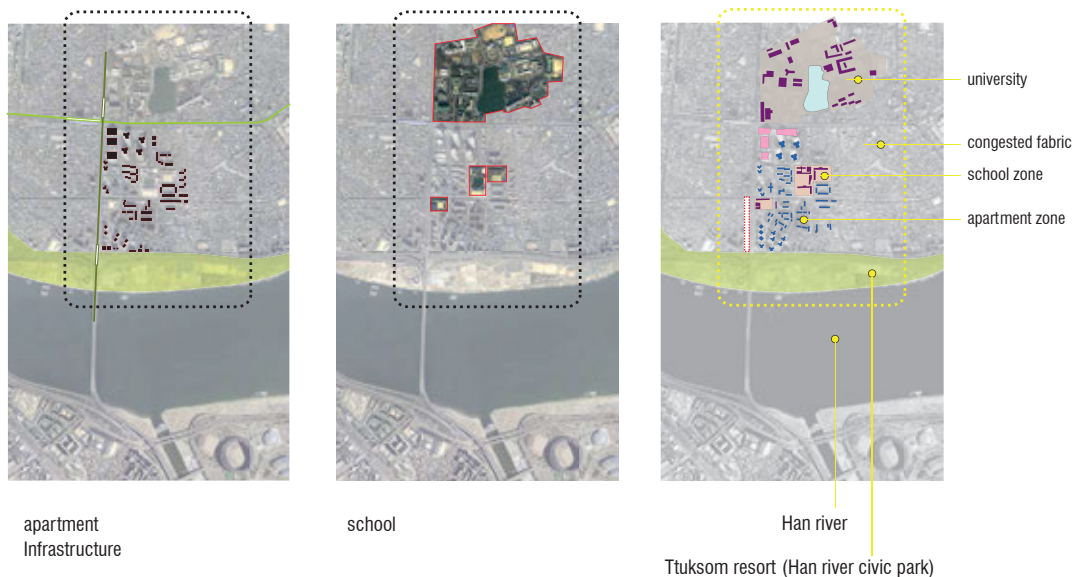 university
congested fabric
school zone
apartment zone
apartment
Infrastructure
school
Han river
Ttuksom resort (Han river civic park)